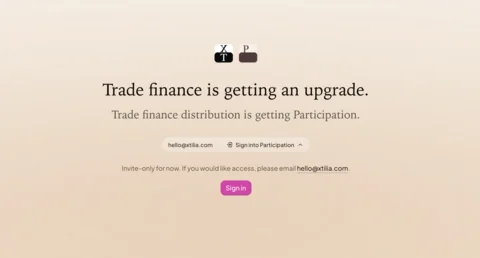 X P
T
Trade finance is getting an upgrade.
Trade finance distribution is getting Participation.
hello@xtilia.com Sign into Participation
Invite-only for now. If you would like access, please email hello@xtilia.com.
Sign in